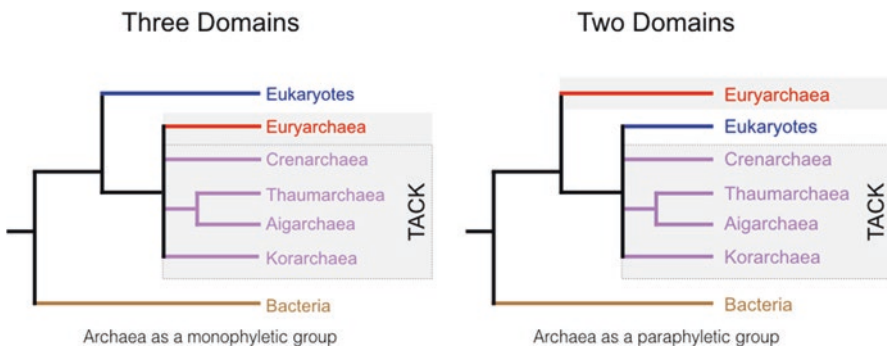 Three Domains
Eukaryotes
Euryarchaea
Crenarchaea
Thaumarchaea
Aigarchaea
Korarchaea
TACK
Bacteria
Archaea as a monophyletic group
Two Domains
Euryarchaea
Eukaryotes
Crenarchaea
Thaumarchaea
Aigarchaea
Korarchaea
TACK
Bacteria
Archaea as a paraphyletic group